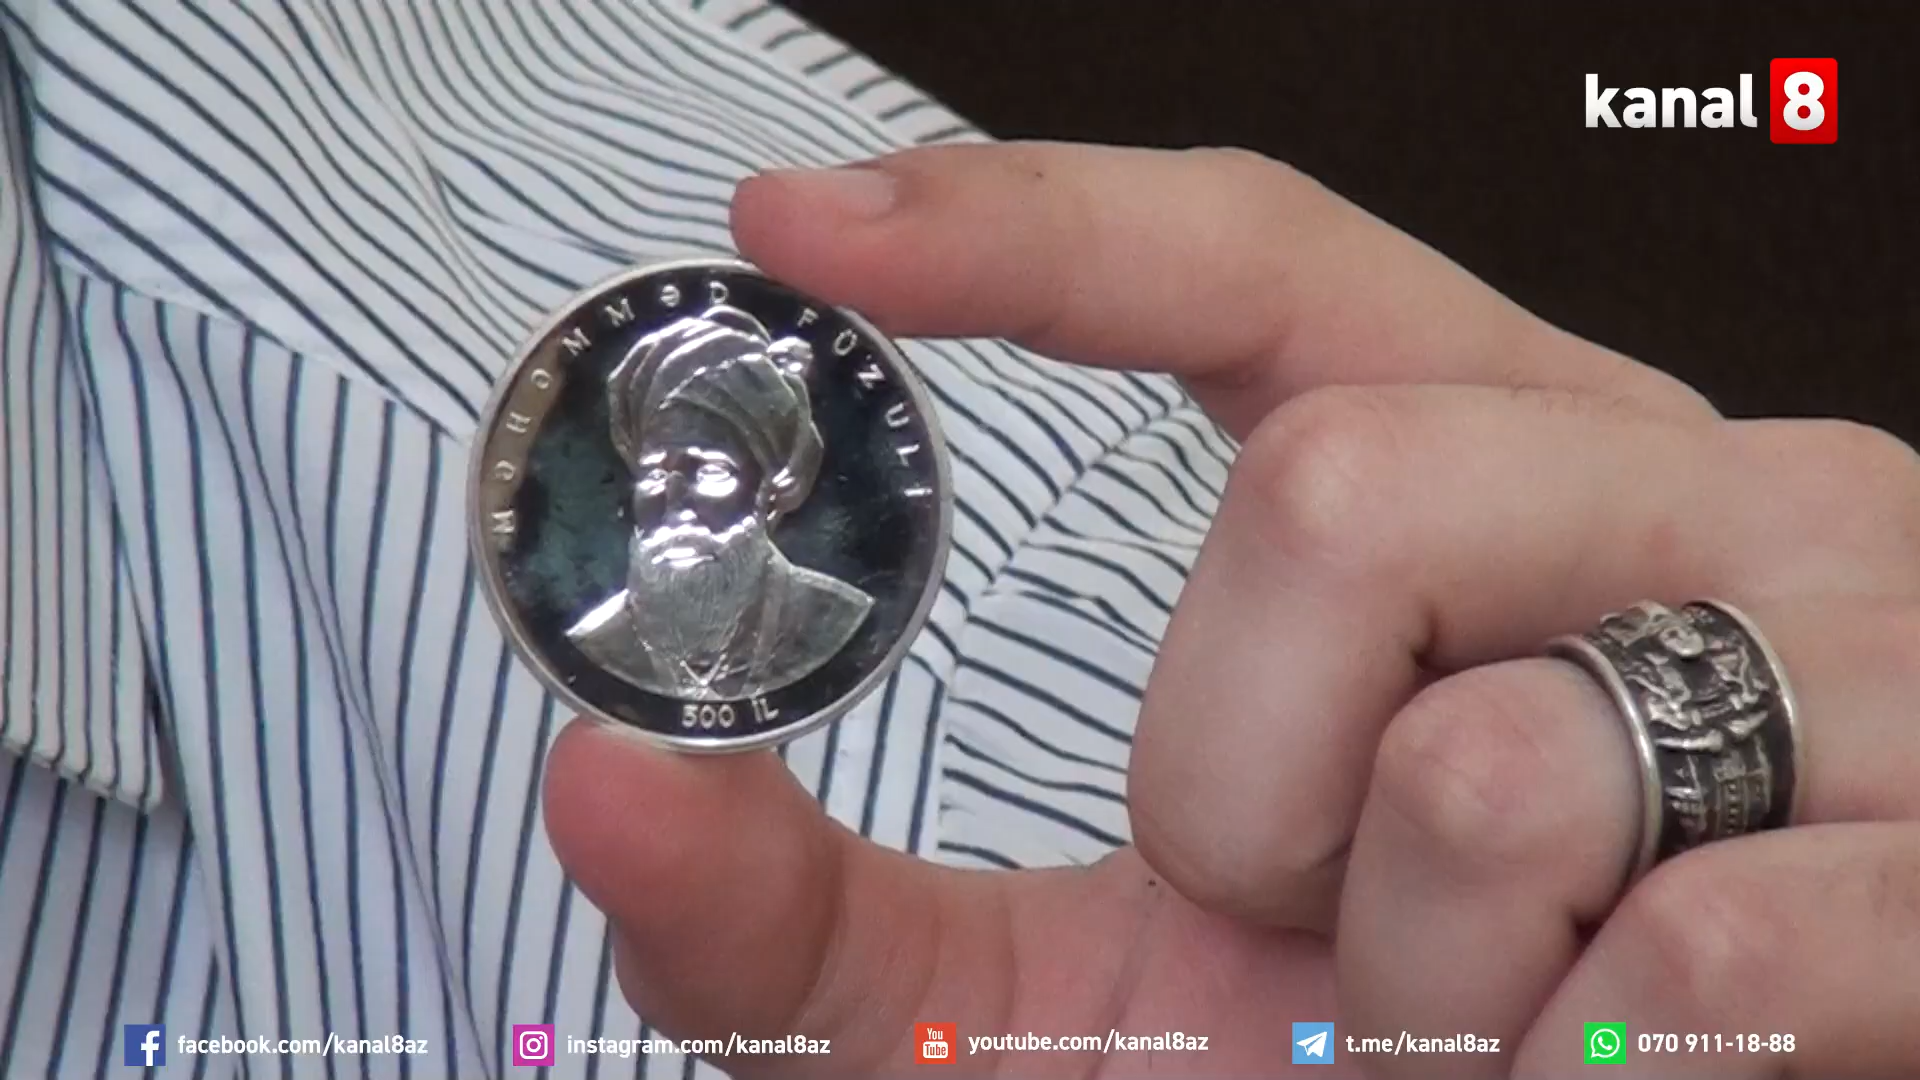 kanal 8
MƏHƏMMƏD FÜZULİ
500 İL
facebook.com/kanal8az
instagram.com/kanal8az
You Tube youtube.com/kanal8az
t.me/kanal8az
070 911-18-88